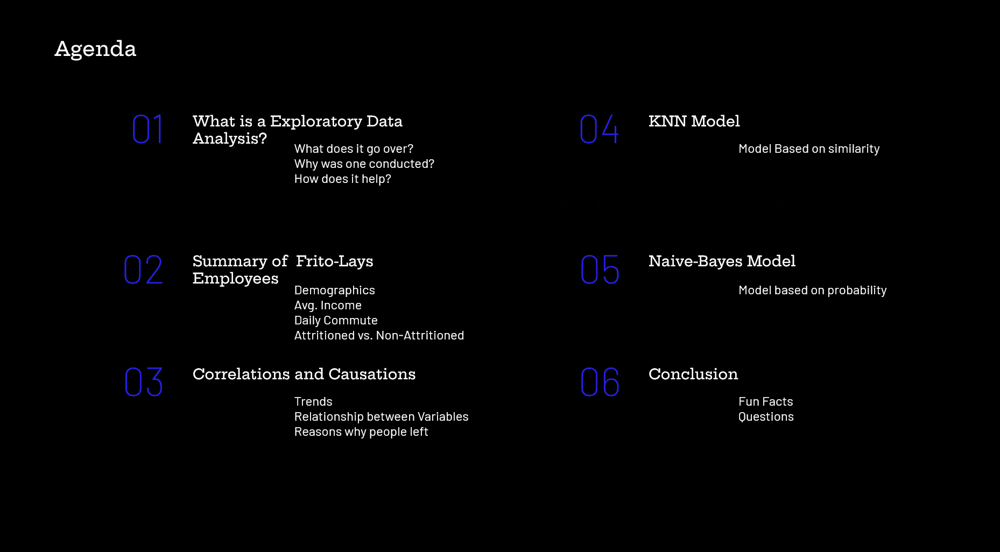 Agenda
01
What is a Exploratory Data
Analysis?
What does it go over?
Why was one conducted?
How does it help?
02
Summary of  Frito-Lays
Employees
Demographics
Avg. Income
Daily Commute
Attritioned vs. Non-Attritioned
03
Correlations and Causations
Trends
Relationship between Variables
Reasons why people left
04
KNN Model
Model Based on similarity
05
Naive-Bayes Model
Model based on probability
06
Conclusion
Fun Facts
Questions